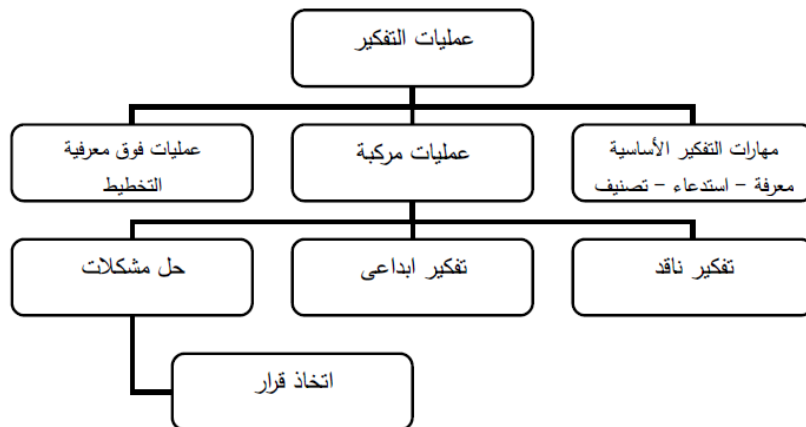 عمليات التفكير
مهارات التفكير الأساسية
معرفة – استدعاء – تصنيف
عمليات مركبة
عمليات فوق معرفية
التخطيط
تفكير ناقد
تفكير ابداعى
حل مشكلات
اتخاذ قرار